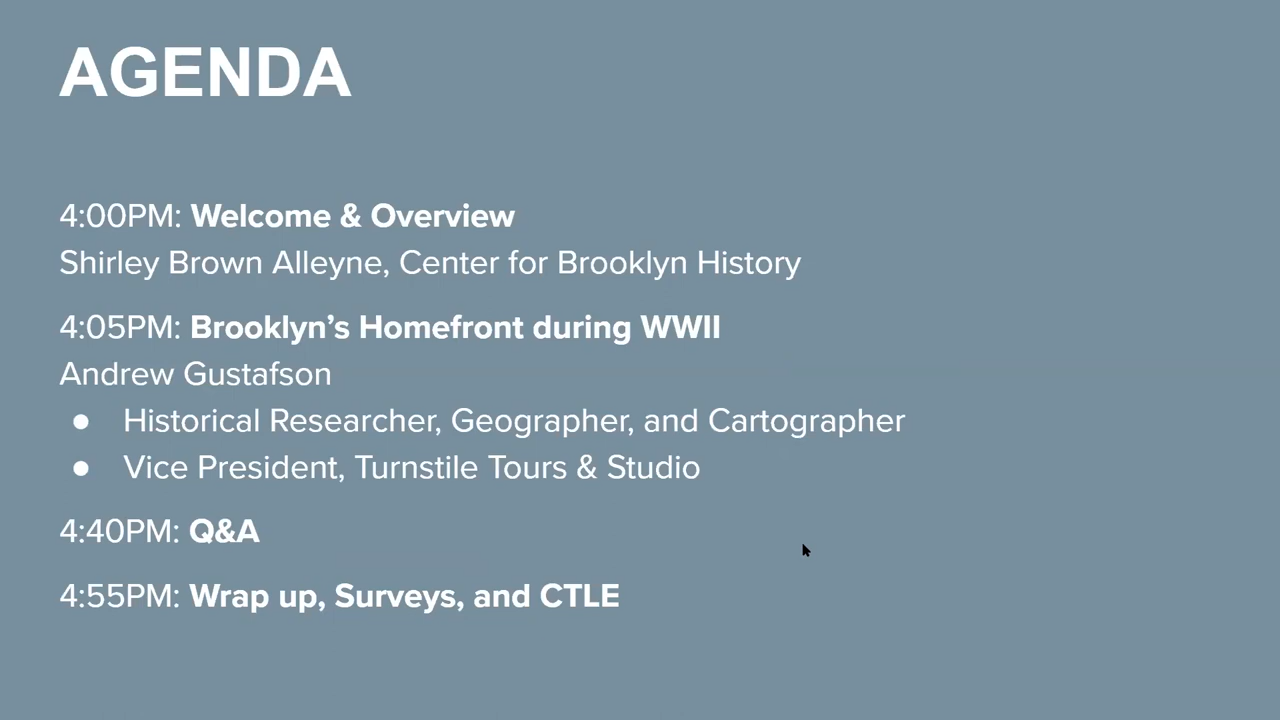 AGENDA
4:00PM: Welcome & Overview
Shirley Brown Alleyne, Center for Brooklyn History
4:05PM: Brooklyn’s Homefront during WWII
Andrew Gustafson
● Historical Researcher, Geographer, and Cartographer
● Vice President, Turnstile Tours & Studio
4:40PM: Q&A
4:55PM: Wrap up, Surveys, and CTLE